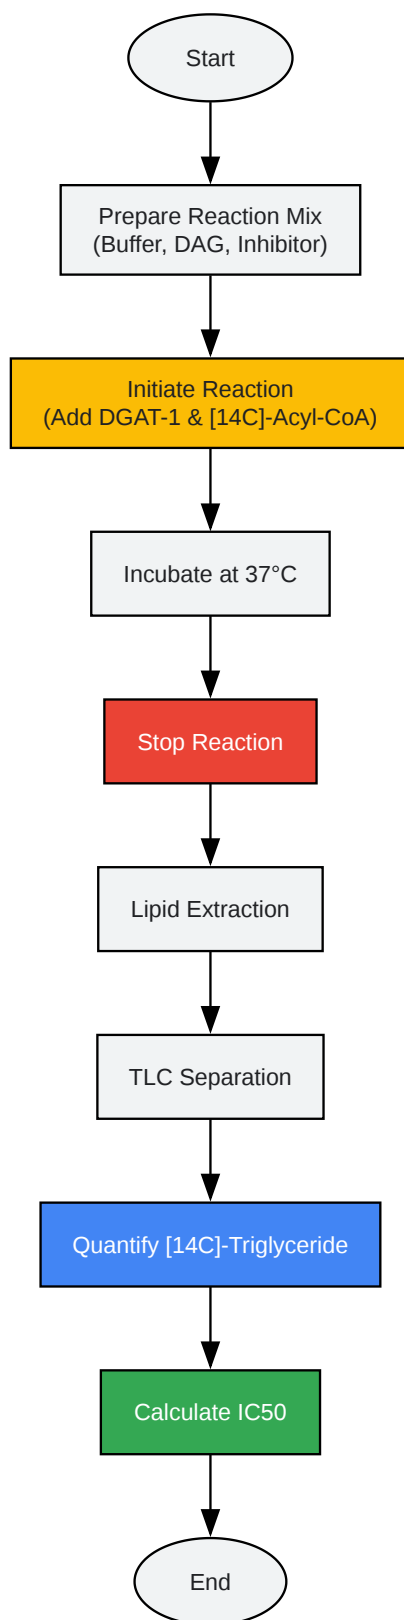 Start
Prepare Reaction Mix
(Buffer, DAG, Inhibitor)
Initiate Reaction
(Add DGAT-1 & [14C]-Acyl-CoA)
Incubate at 37°C
Stop Reaction
Lipid Extraction
TLC Separation
Quantify [14C]-Triglyceride
Calculate IC50
End